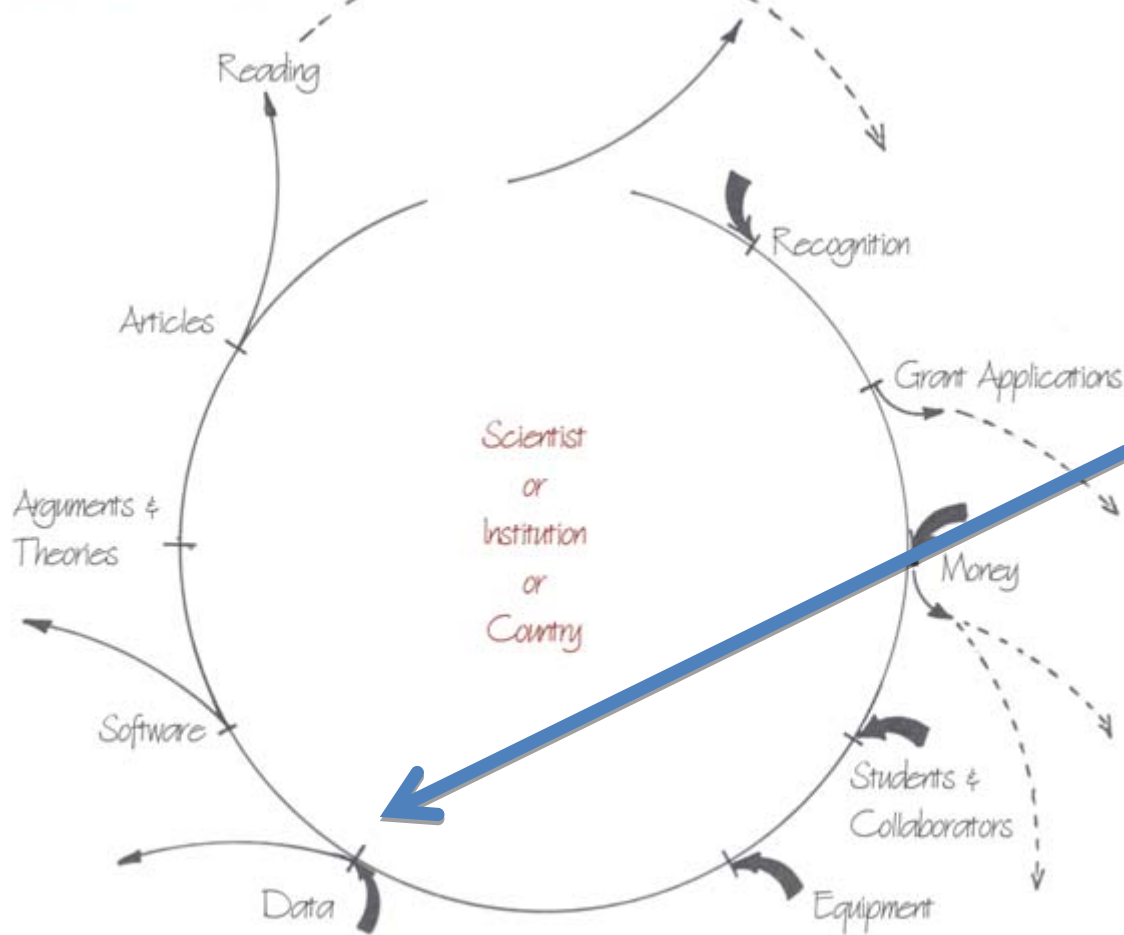 Reading
Recognition
Articles
Grant Applications
Scientist
or
Institution
or
Country
Arguments &
Theories
Money
Software
Students &
Collaborators
Data
Equipment